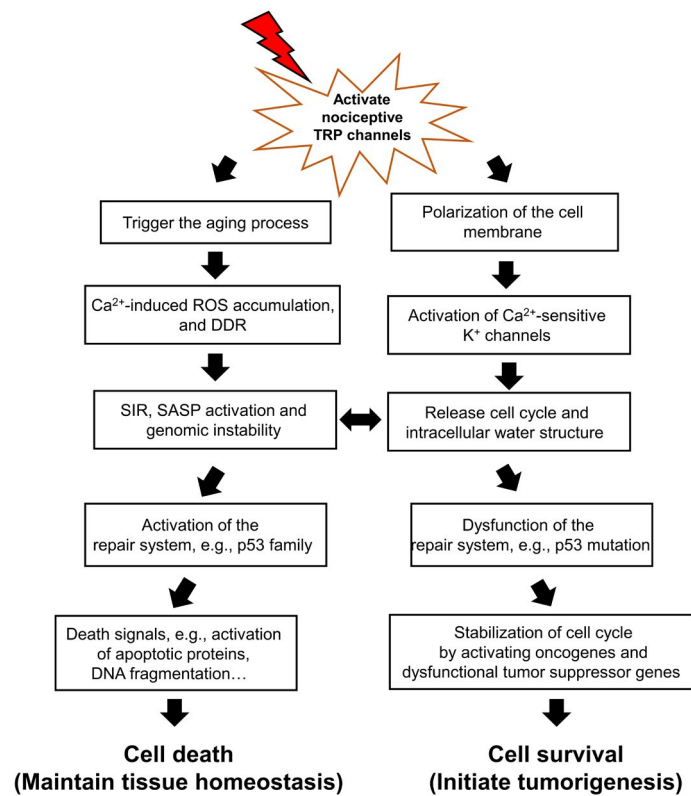 Activate
nociceptive
TRP channels
Trigger the aging process
Ca²⁺-induced ROS accumulation,
and DDR
SIR, SASP activation and
genomic instability
Activation of the
repair system, e.g., p53 family
Death signals, e.g., activation
of apoptotic proteins,
DNA fragmentation…
Cell death
(Maintain tissue homeostasis)
Polarization of the cell
membrane
Activation of Ca²⁺-sensitive
K⁺ channels
Release cell cycle and
intracellular water structure
Dysfunction of the
repair system, e.g., p53 mutation
Stabilization of cell cycle
by activating oncogenes and
dysfunctional tumor suppressor genes
Cell survival
(Initiate tumorigenesis)